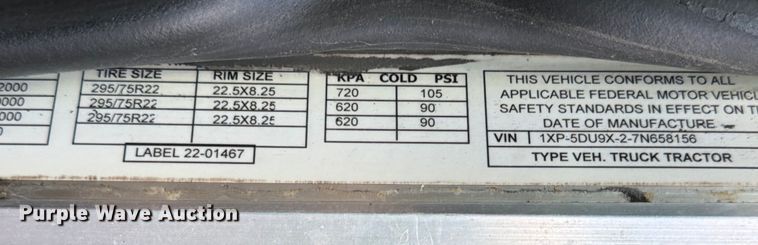 2000
0000
0000
TIRE SIZE RIM SIZE
295/75R22 22.5X8.25
295/75R22 22.5X8.25
295/75R22 22.5X8.25
LABEL 22-01467
KPA COLD PSI
720 105
620 90
620 90
THIS VEHICLE CONFORMS TO ALL
APPLICABLE FEDERAL MOTOR VEHIC
SAFETY STANDARDS IN EFFECT ON T
DATE OF MANUFACTURE
VIN 1XP-5DU9X-2-7N658156
TYPE VEH. TRUCK TRACTOR
Purple Wave Auction